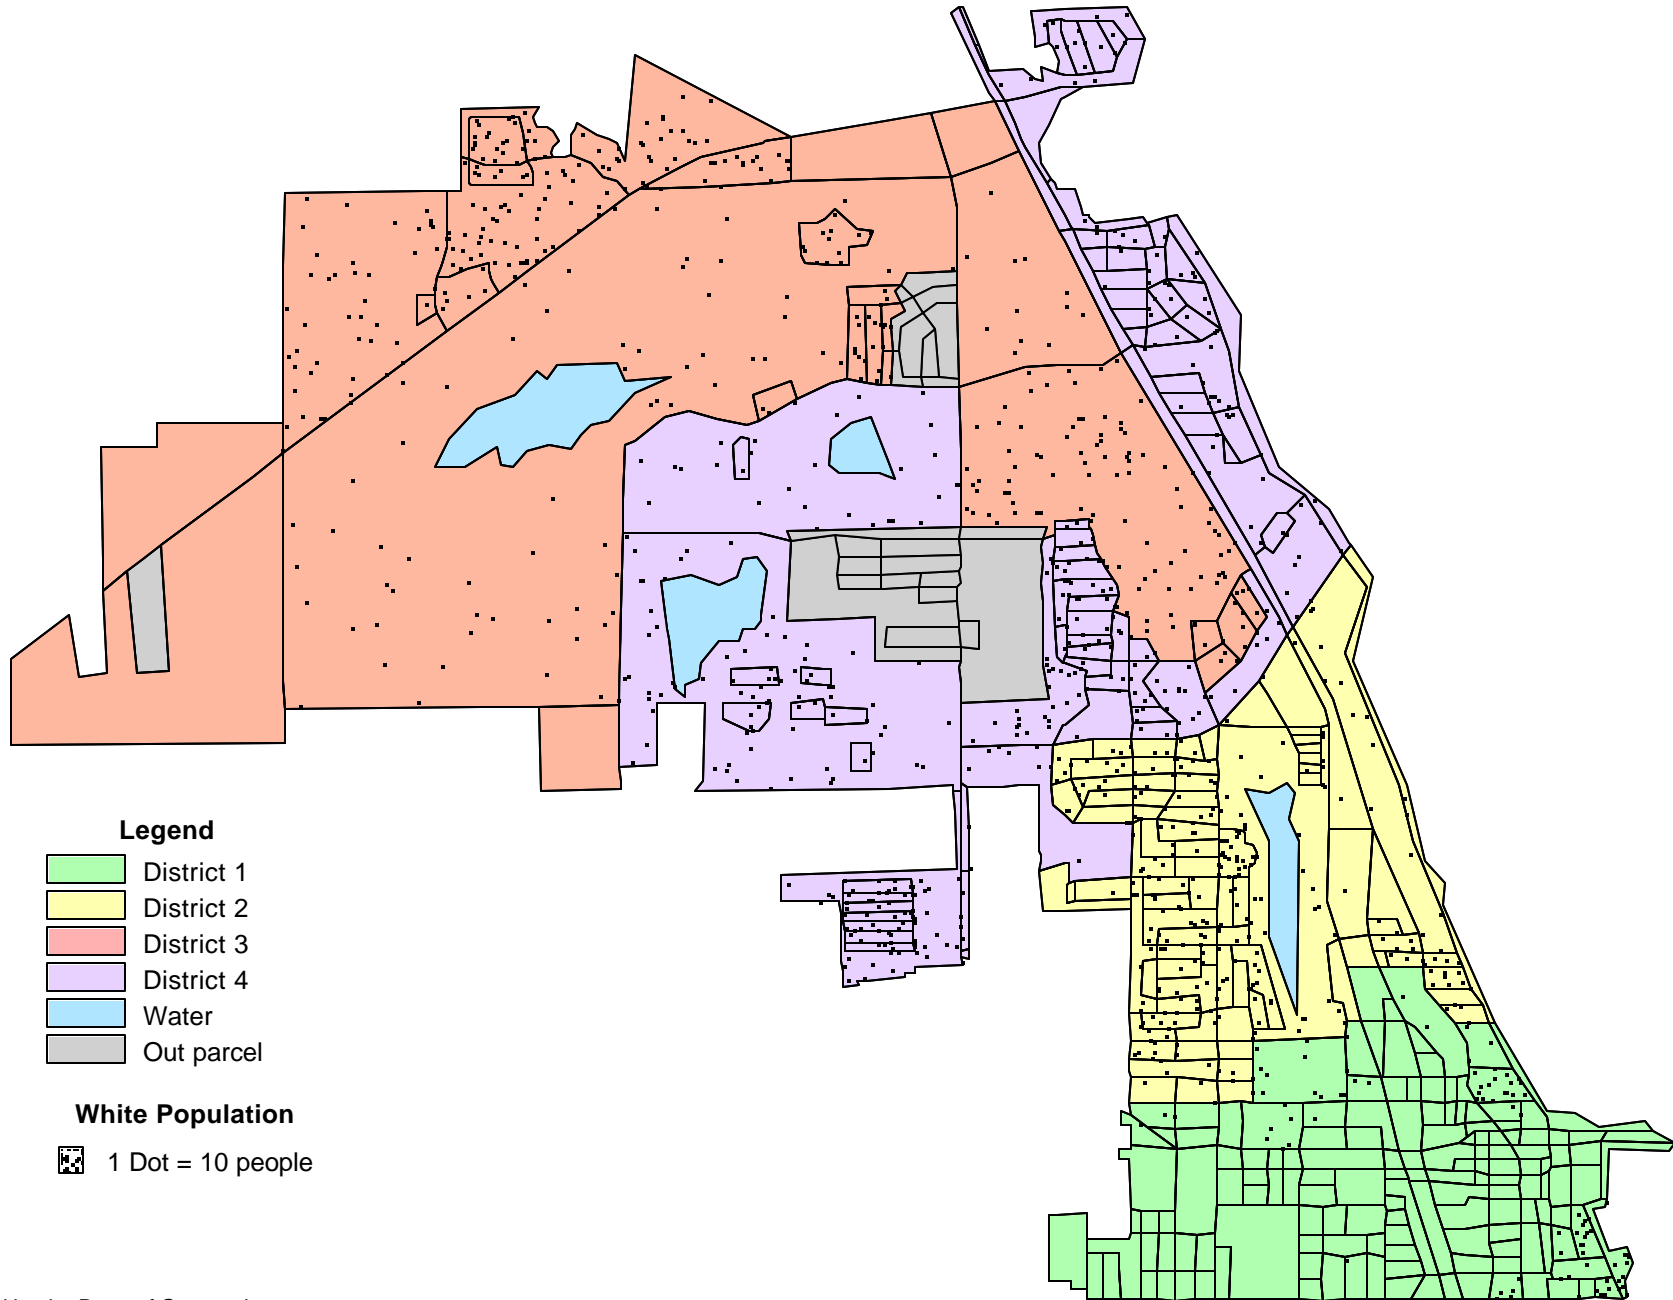 Legend
District 1
District 2
District 3
District 4
Water
Out parcel
White Population
1 Dot = 10 people